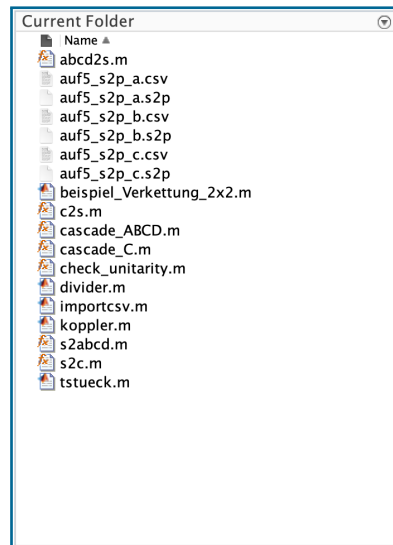 Current Folder
Name
abcd2s.m
auf5_s2p_a.csv
auf5_s2p_a.s2p
auf5_s2p_b.csv
auf5_s2p_b.s2p
auf5_s2p_c.csv
auf5_s2p_c.s2p
beispiel_Verkettung_2x2.m
c2s.m
cascade_ABCD.m
cascade_C.m
check_unitarity.m
divider.m
importcsv.m
koppler.m
s2abcd.m
s2c.m
tstueck.m